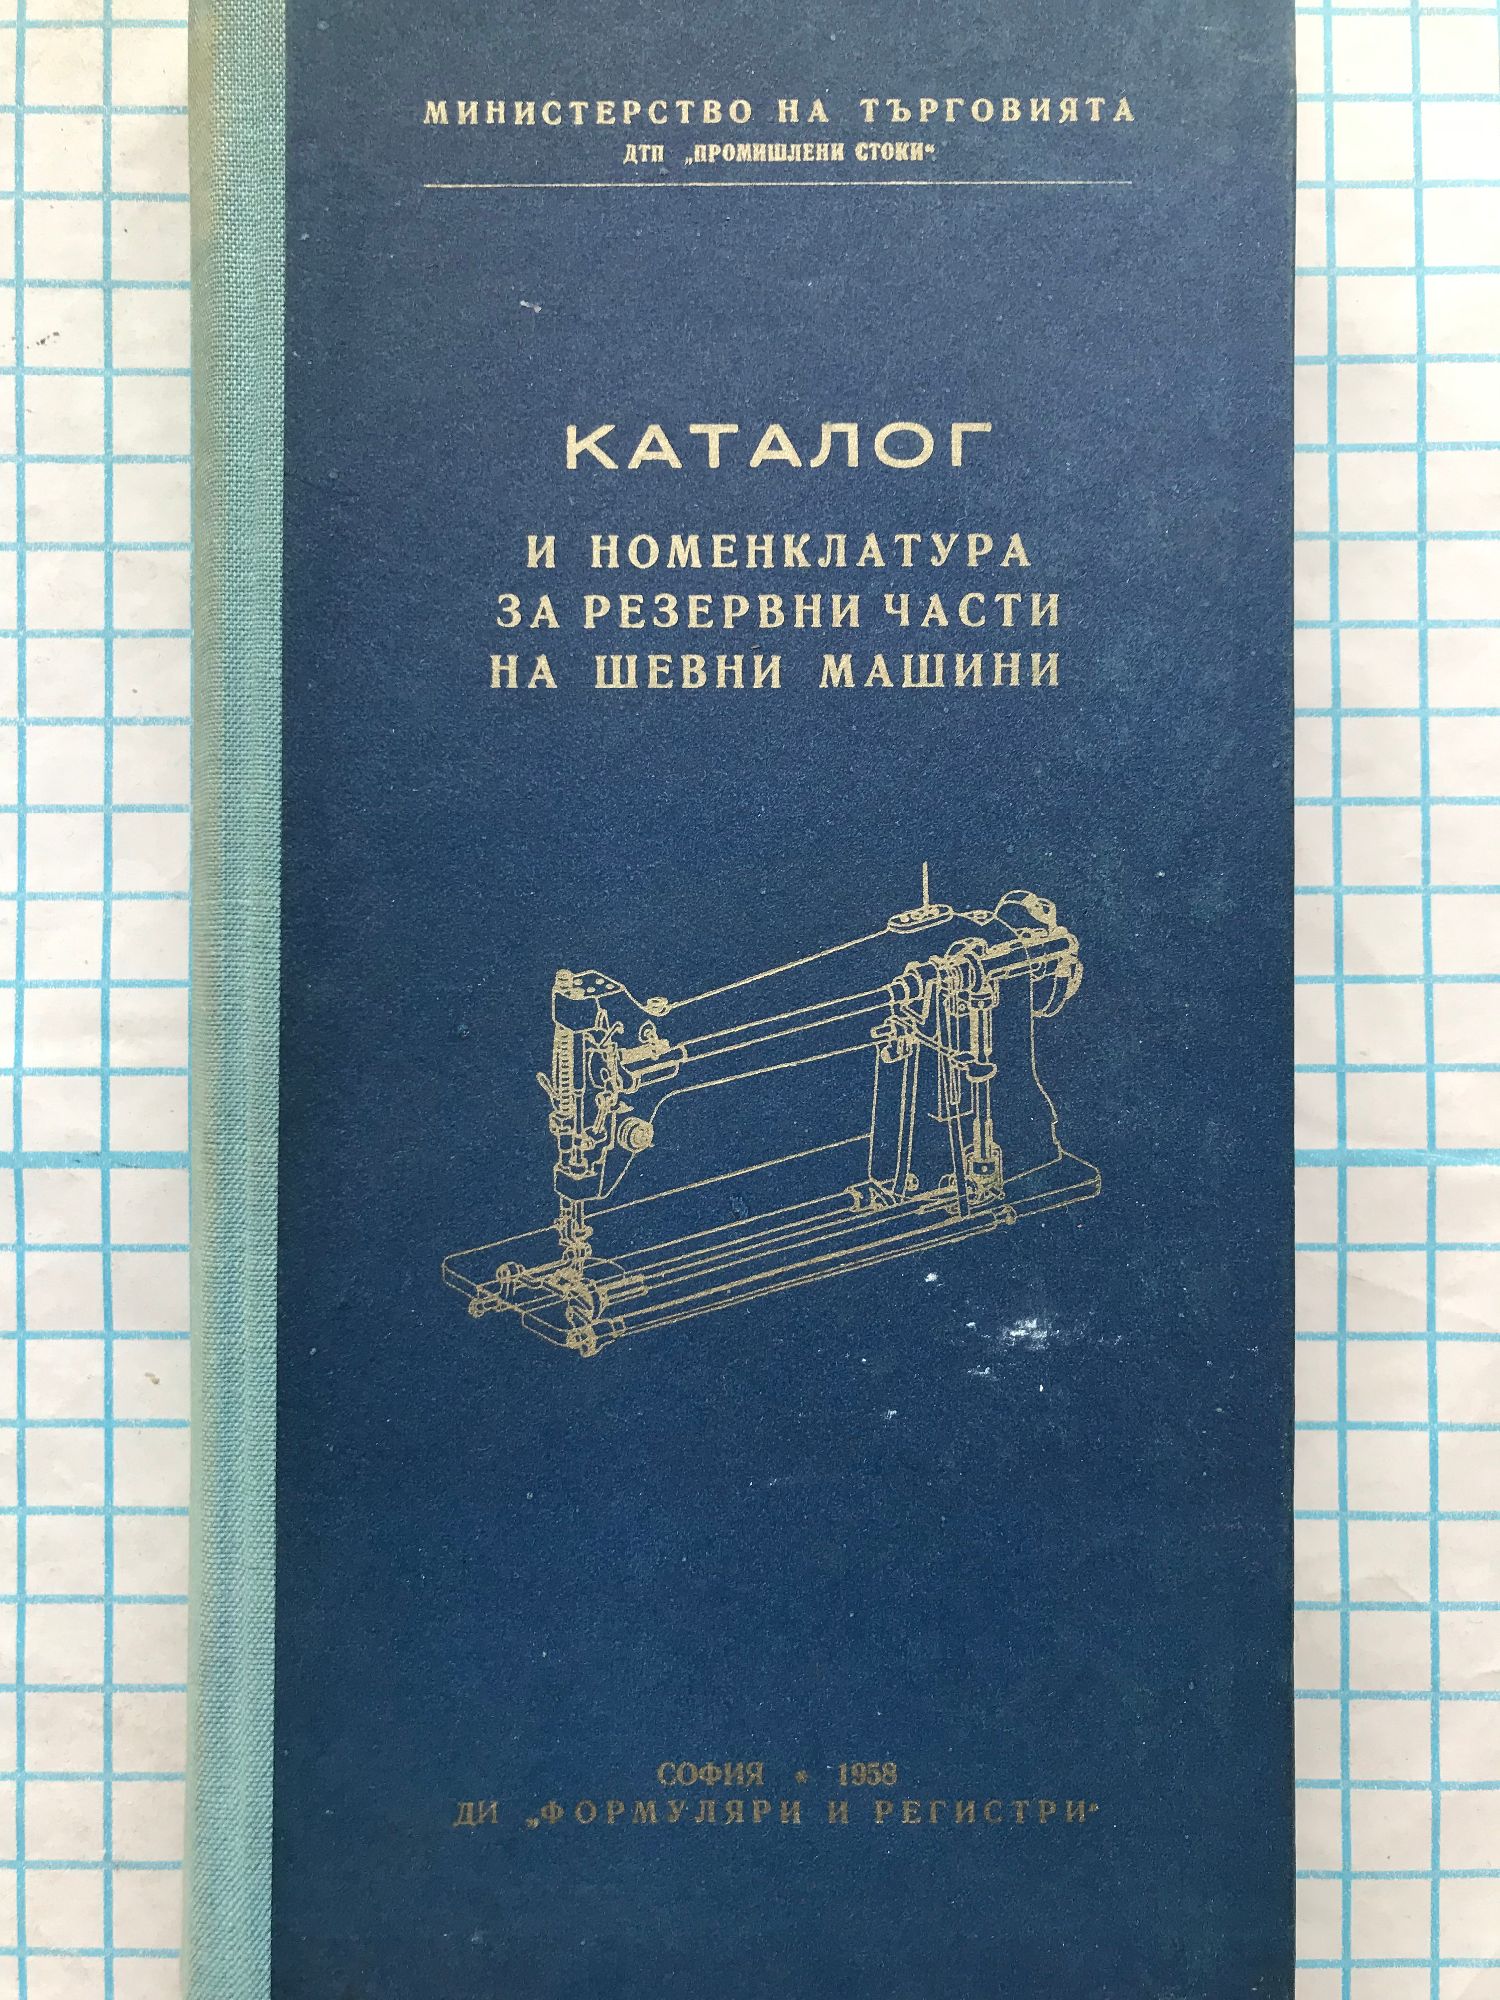 МИНИСТЕРСТВО НА ТЪРГОВИЯТА
ДТП „ПРОМИШЛЕНИ СТОКИ“
КАТАЛОГ
И НОМЕНКЛАТУРА
ЗА РЕЗЕРВНИ ЧАСТИ
НА ШЕВНИ МАШИНИ
СОФИЯ * 1958
ДИ „ФОРМУЛЯРИ И РЕГИСТРИ“